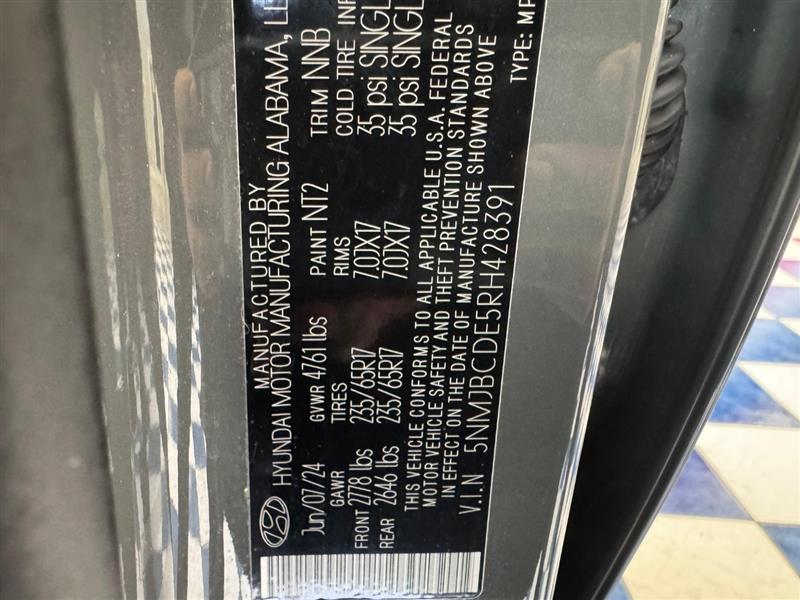 MANUFACTURED BY
HYUNDAI MOTOR MANUFACTURING ALABAMA,
Jun/07/24 GVWR 4761 lbs PAINT NT2 TRIM NNB
GAWR TIRES RIMS COLD TIRE INF
FRONT 2778 lbs 235/65R17 7.0JX17 35 psi SINGL
REAR 2646 lbs 235/65R17 7.0JX17 35 psi SINGL
THIS VEHICLE CONFORMS TO ALL APPLICABLE U.S.A. FEDERAL
MOTOR VEHICLE SAFETY AND THEFT PREVENTION STANDARDS
IN EFFECT ON THE DATE OF MANUFACTURE SHOWN ABOVE
V.I.N 5NMJBCDE5RH428391 TYPE: MP